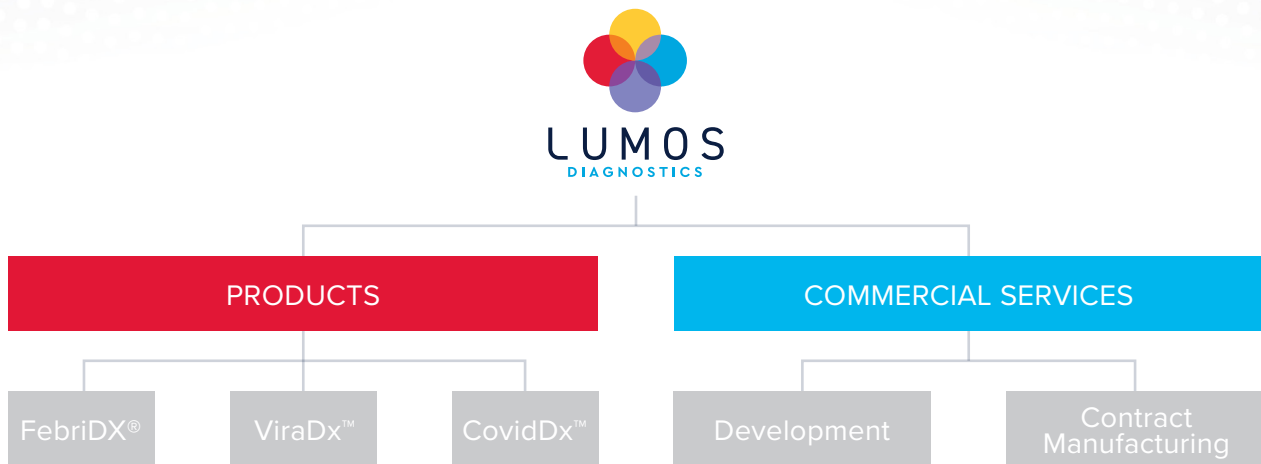 LUMOS
DIAGNOSTICS
PRODUCTS
COMMERCIAL SERVICES
FebriDX®
ViraDx™
CovidDx™
Development
Contract
Manufacturing